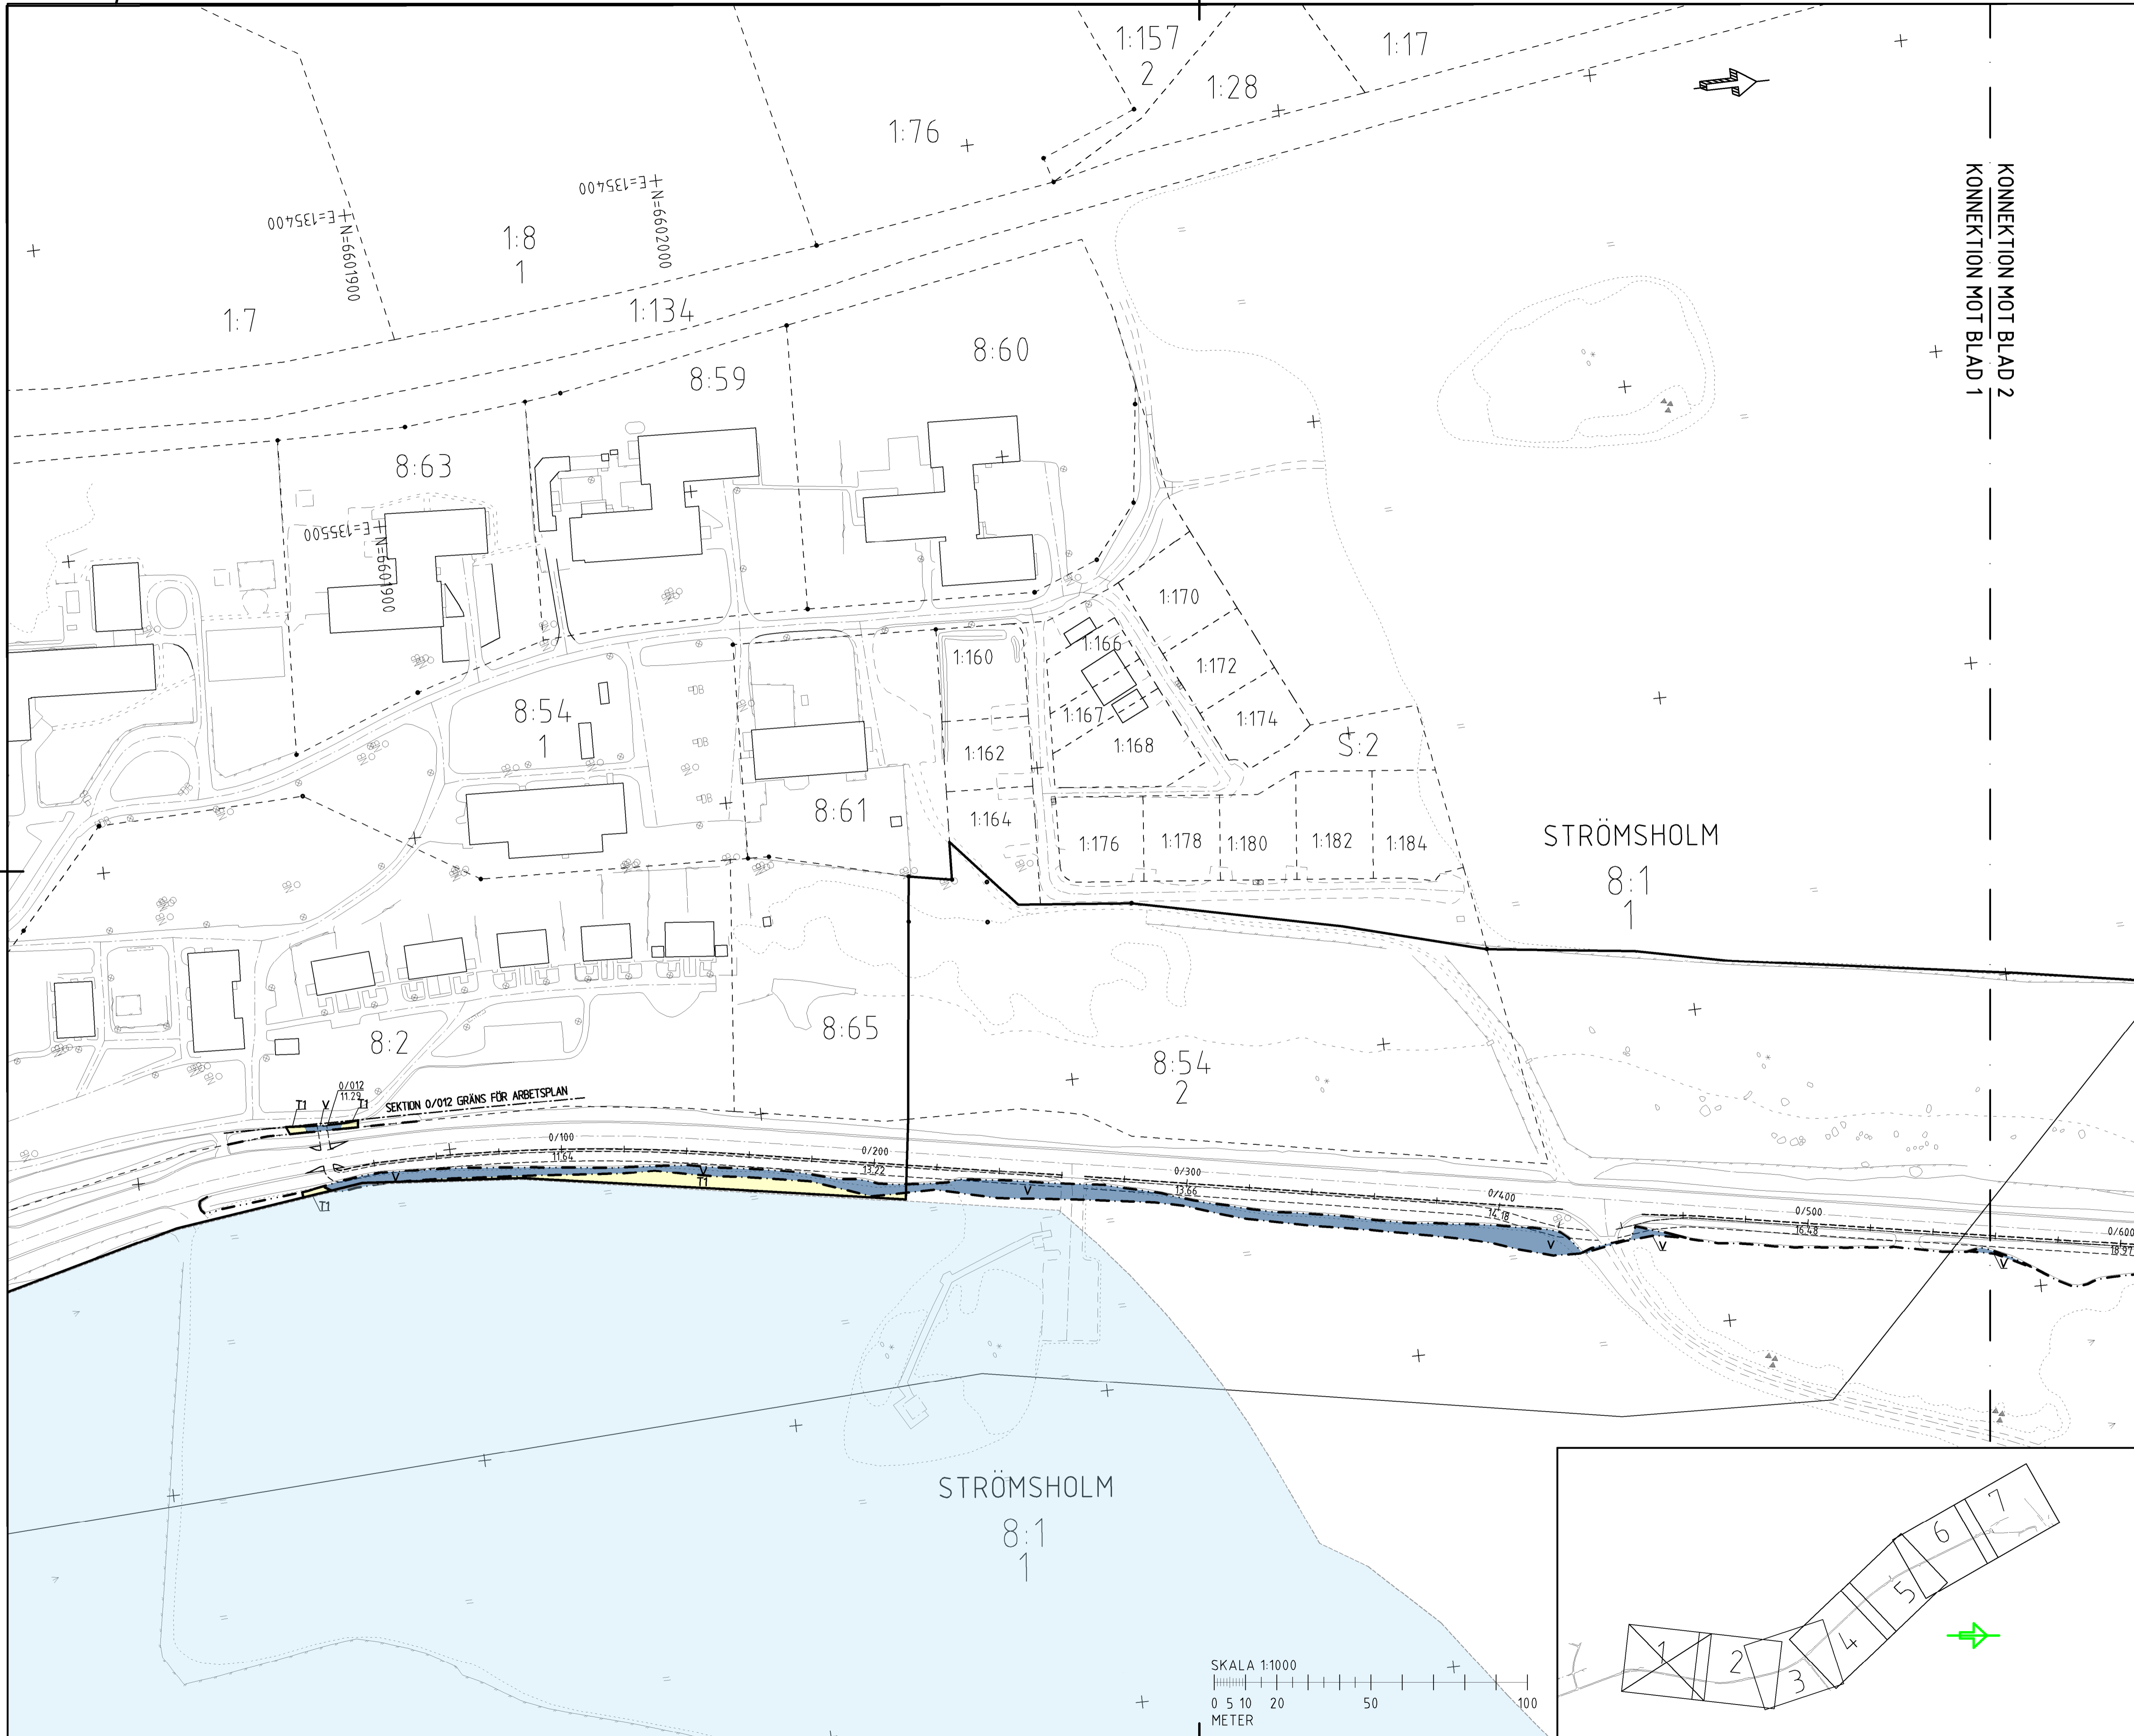 1:157
2
1:17
1:28
1:76
E=135400
N=6602000
E=135400
N=6601900
1:8
1
1:7
1:134
KONNEKTION MOT BLAD 2
KONNEKTION MOT BLAD 1
8:60
8:59
8:63
E=135500
N=6601900
1:170
1:166
1:160
1:172
1:167
1:174
8:54
1
1:168
S:2
1:162
8:61
1:164
1:176
1:178
1:180
1:182
1:184
STRÖMSHOLM
8:1
1
8:65
8:2
8:54
2
0/012
11.29
T1
V
T1
SEKTION 0/012 GRÄNS FÖR ARBETSPLAN
0/100
11.64
0/200
13.22
0/300
13.66
0/400
14.18
0/500
16.48
0/600
18.97
V
V
T1
T1
V
V
V
V
STRÖMSHOLM
8:1
1
SKALA 1:1000
0 5 10 20 50 100
METER
1
2
3
4
5
6
7